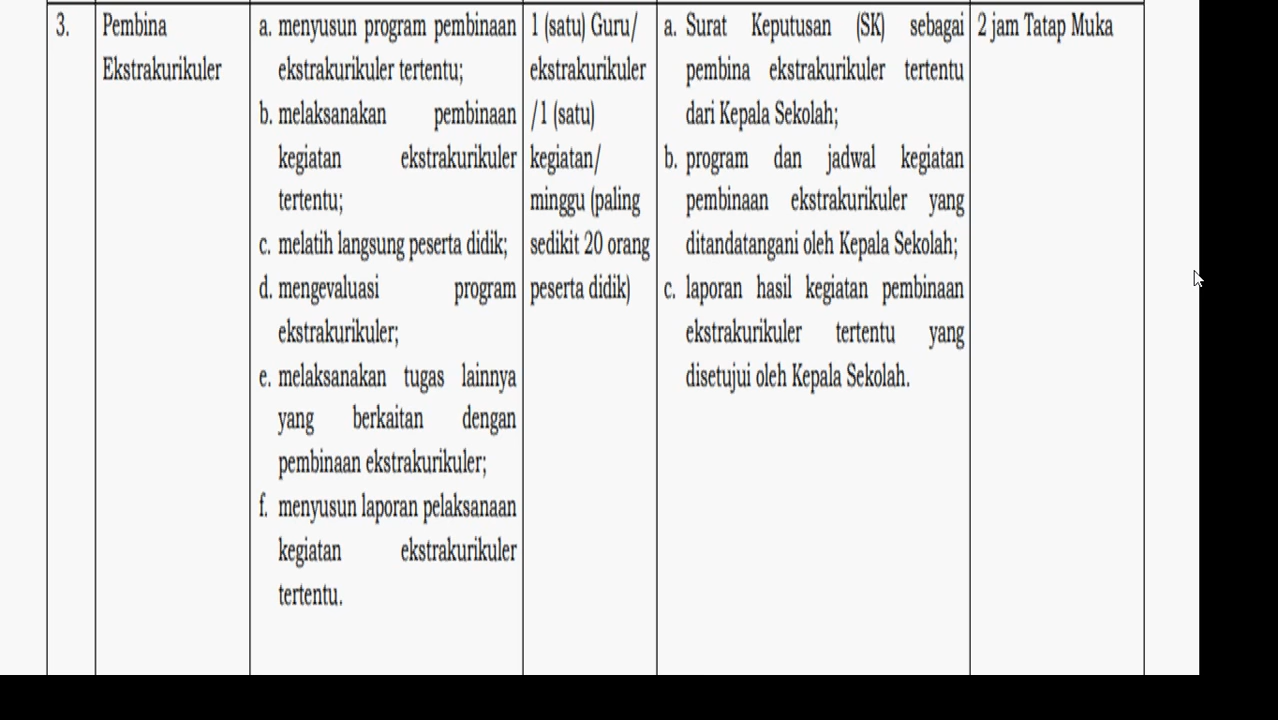 3.
Pembina
Ekstrakurikuler
a. menyusun program pembinaan
ekstrakurikuler tertentu;
b. melaksanakan pembinaan
kegiatan ekstrakurikuler
tertentu;
c. melatih langsung peserta didik;
d. mengevaluasi program
ekstrakurikuler;
e. melaksanakan tugas lainnya
yang berkaitan dengan
pembinaan ekstrakurikuler;
f. menyusun laporan pelaksanaan
kegiatan ekstrakurikuler
tertentu.
1 (satu) Guru/
ekstrakurikuler
/1 (satu)
kegiatan/
minggu (paling
sedikit 20 orang
peserta didik)
a. Surat Keputusan (SK) sebagai
pembina ekstrakurikuler tertentu
dari Kepala Sekolah;
b. program dan jadwal kegiatan
pembinaan ekstrakurikuler yang
ditandatangani oleh Kepala Sekolah;
c. laporan hasil kegiatan pembinaan
ekstrakurikuler tertentu yang
disetujui oleh Kepala Sekolah.
2 jam Tatap Muka